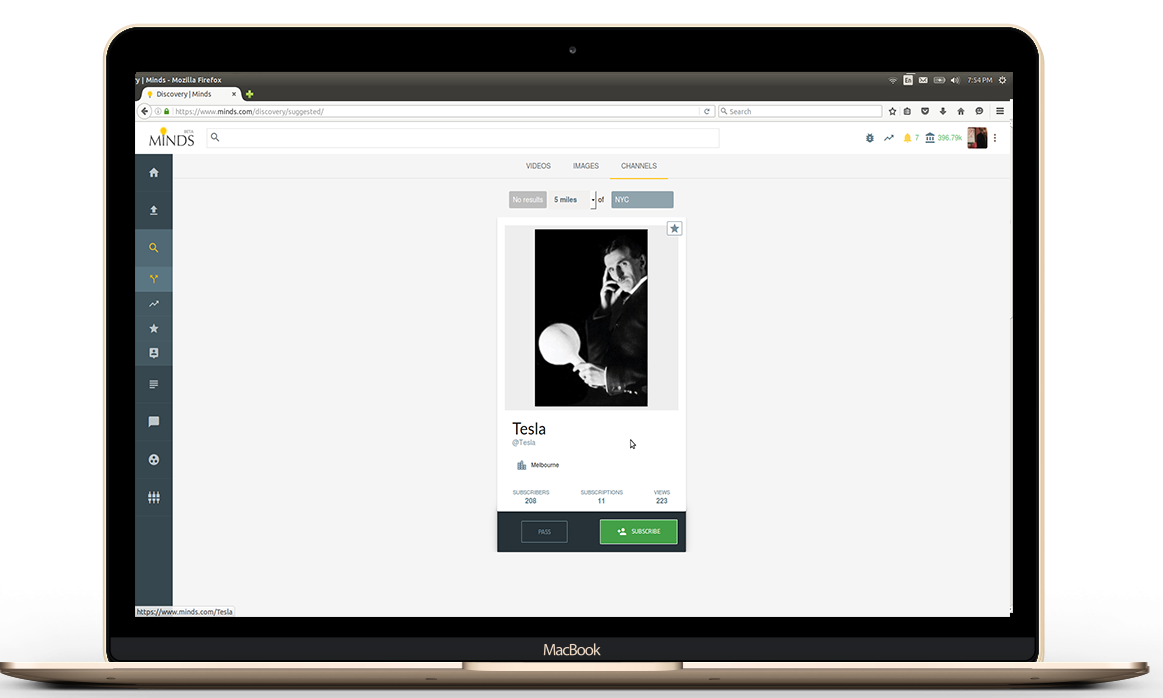 y | Minds - Mozilla Firefox
En
7:54 PM
Discovery | Minds
https://www.minds.com/discovery/suggested/
Search
MINDS
BETA
7
396.79k
VIDEOS IMAGES CHANNELS
No results 5 miles of NYC
Tesla
@Tesla
Melbourne
SUBSCRIBERS SUBSCRIPTIONS VIEWS
208 11 223
PASS SUBSCRIBE
https://www.minds.com/Tesla
MacBook